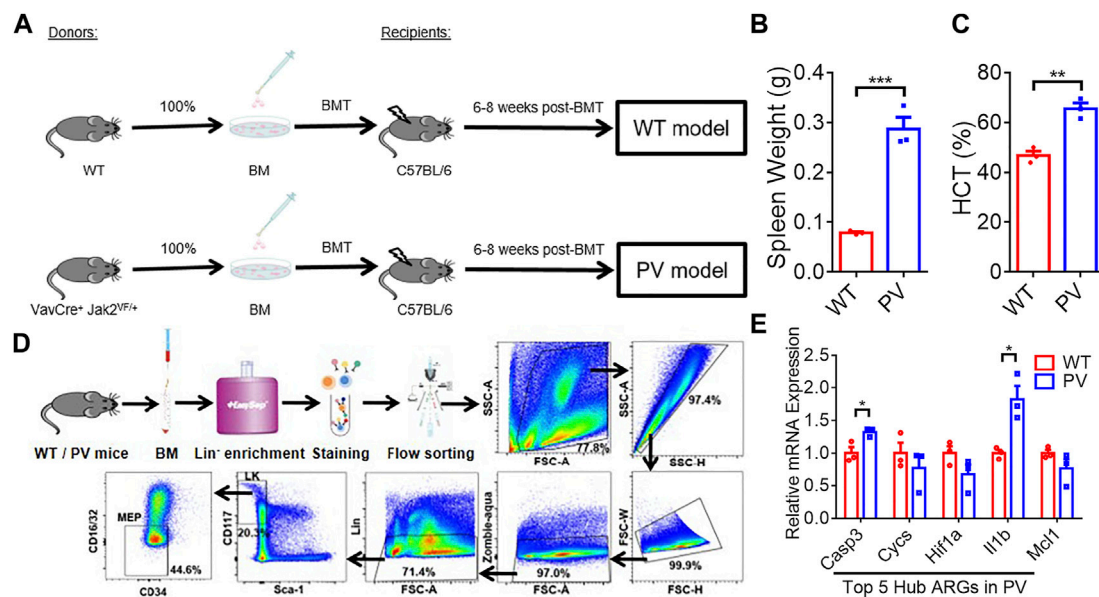 A
Donors:
Recipients:
100%
BMT
6-8 weeks post-BMT
WT model
WT
BM
C57BL/6
100%
BMT
6-8 weeks post-BMT
PV model
VavCre⁺ Jak2ⱽᶠ/⁺
BM
C57BL/6
B
Spleen Weight (g)
0.4
0.3
0.2
0.1
0.0
***
WT
PV
C
HCT (%)
80
60
40
20
0
**
WT
PV
D
WT / PV mice
BM
Lin⁻ enrichment
Staining
Flow sorting
EasySep
SSC-A
FSC-A
77.8%
SSC-A
SSC-H
97.4%
FSC-W
FSC-H
99.9%
Zombie-aqua
FSC-A
97.0%
Lin
FSC-A
71.4%
LK
CD117
20.3%
Sca-1
MEP
CD16/32
44.6%
CD34
E
Relative mRNA Expression
2.5
2.0
1.5
1.0
0.5
0.0
*
*
WT
PV
Casp3
Cycs
Hif1a
Il1b
Mcl1
Top 5 Hub ARGs in PV